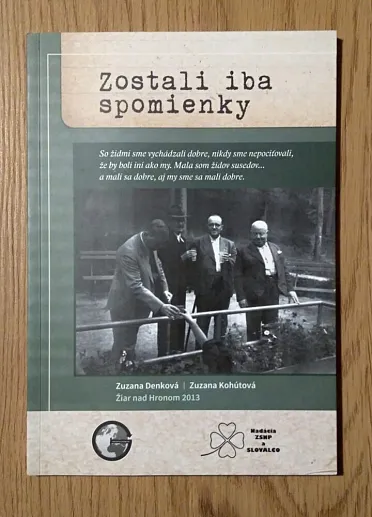 Zostali iba
spomienky
So židmi sme vychádzali dobre, nikdy sme nepociťovali,
že by boli iní ako my. Mala som židov susedov...
a mali sa dobre, aj my sme sa mali dobre.
Zuzana Denková | Zuzana Kohútová
Žiar nad Hronom 2013
Nadácia
ZSNP
a
SLOVALCO